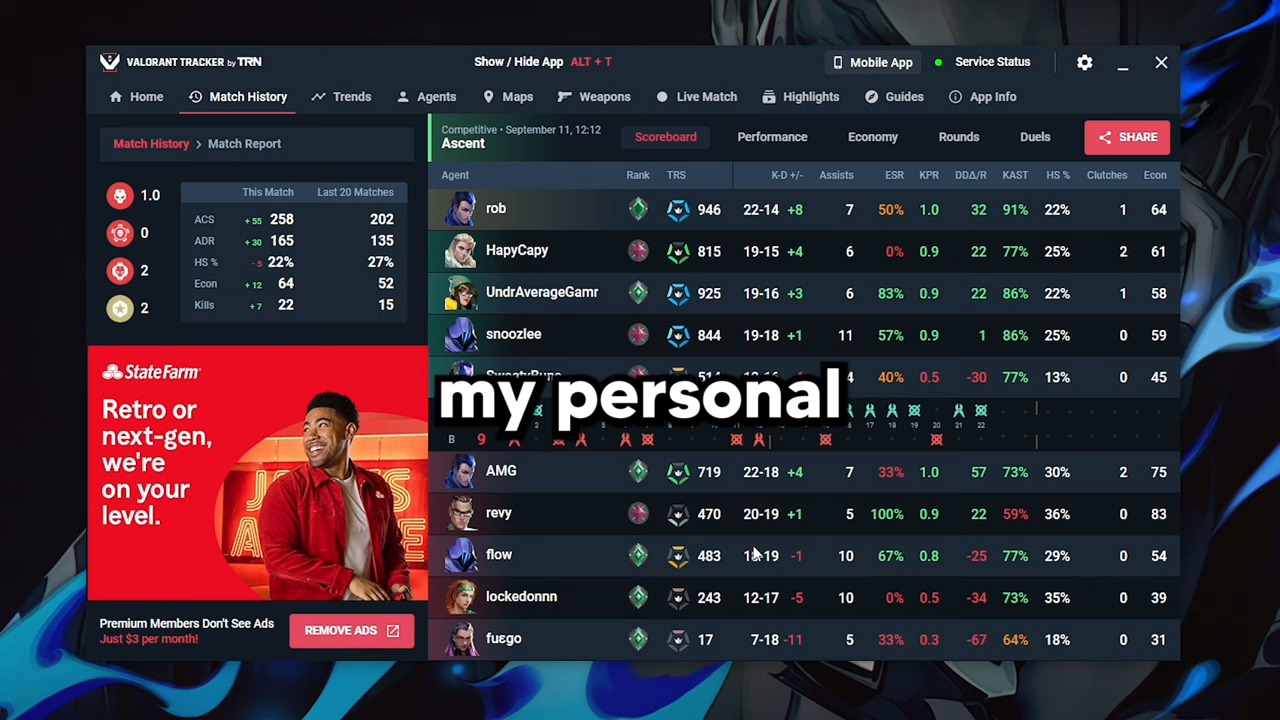 VALORANT TRACKER by TRN
Show / Hide App ALT + T
Mobile App
Service Status
Home
Match History
Trends
Agents
Maps
Weapons
Live Match
Highlights
Guides
App Info
Match History > Match Report
1.0
0
2
2
This Match Last 20 Matches
ACS + 55 258 202
ADR + 30 165 135
HS % - 5 22% 27%
Econ + 12 64 52
Kills + 7 22 15
StateFarm
Retro or
next-gen,
we're
on your
level.
Premium Members Don't See Ads
Just $3 per month!
REMOVE ADS
Competitive • September 11, 12:12
Ascent
Scoreboard
Performance
Economy
Rounds
Duels
SHARE
Agent Rank TRS K-D +/- Assists ESR KPR DDΔ/R KAST HS % Clutches Econ
rob 946 22-14 +8 7 50% 1.0 32 91% 22% 1 64
HapyCapy 815 19-15 +4 6 0% 0.9 22 77% 25% 2 61
UndrAverageGamr 925 19-16 +3 6 83% 0.9 22 86% 22% 1 58
snoozlee 844 19-18 +1 11 57% 0.9 1 86% 25% 0 59
40% 0.5 -30 77% 13% 0 45
my personal
B 9
AMG 719 22-18 +4 7 33% 1.0 57 73% 30% 2 75
revy 470 20-19 +1 5 100% 0.9 22 59% 36% 0 83
flow 483 -19 -1 10 67% 0.8 -25 77% 29% 0 54
lockedonnn 243 12-17 -5 10 0% 0.5 -34 73% 35% 0 39
fuεgo 17 7-18 -11 5 33% 0.3 -67 64% 18% 0 31